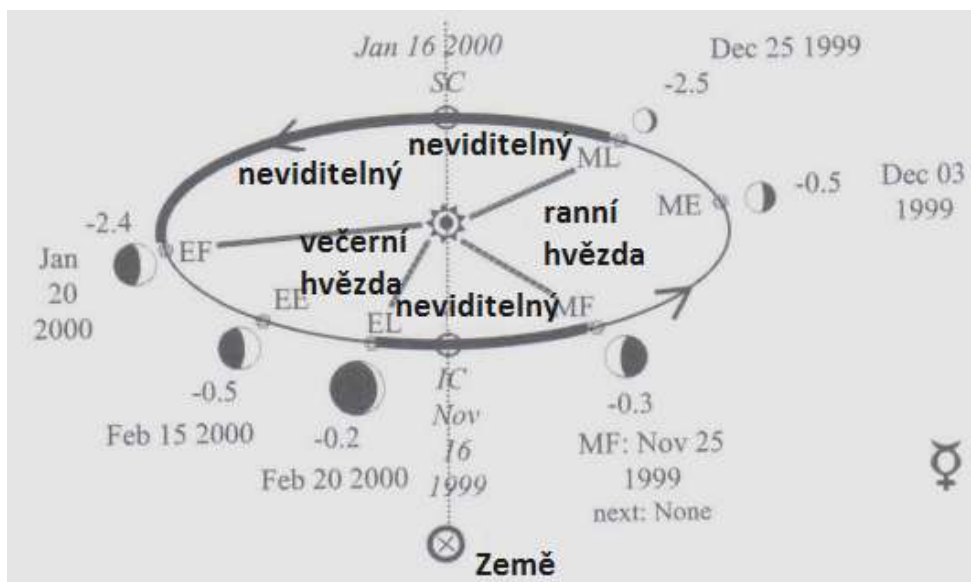 Jan 16 2000
SC
Dec 25 1999
-2.5
neviditelný
ML
neviditelný
-0.5
Dec 03
1999
ME
ranní
hvězda
-2.4
EF
večerní
hvězda
Jan
20
2000
EE
EL
neviditelný
MF
-0.5
Feb 15 2000
-0.2
Feb 20 2000
IC
Nov
16
1999
-0.3
MF: Nov 25
1999
next: None
Země